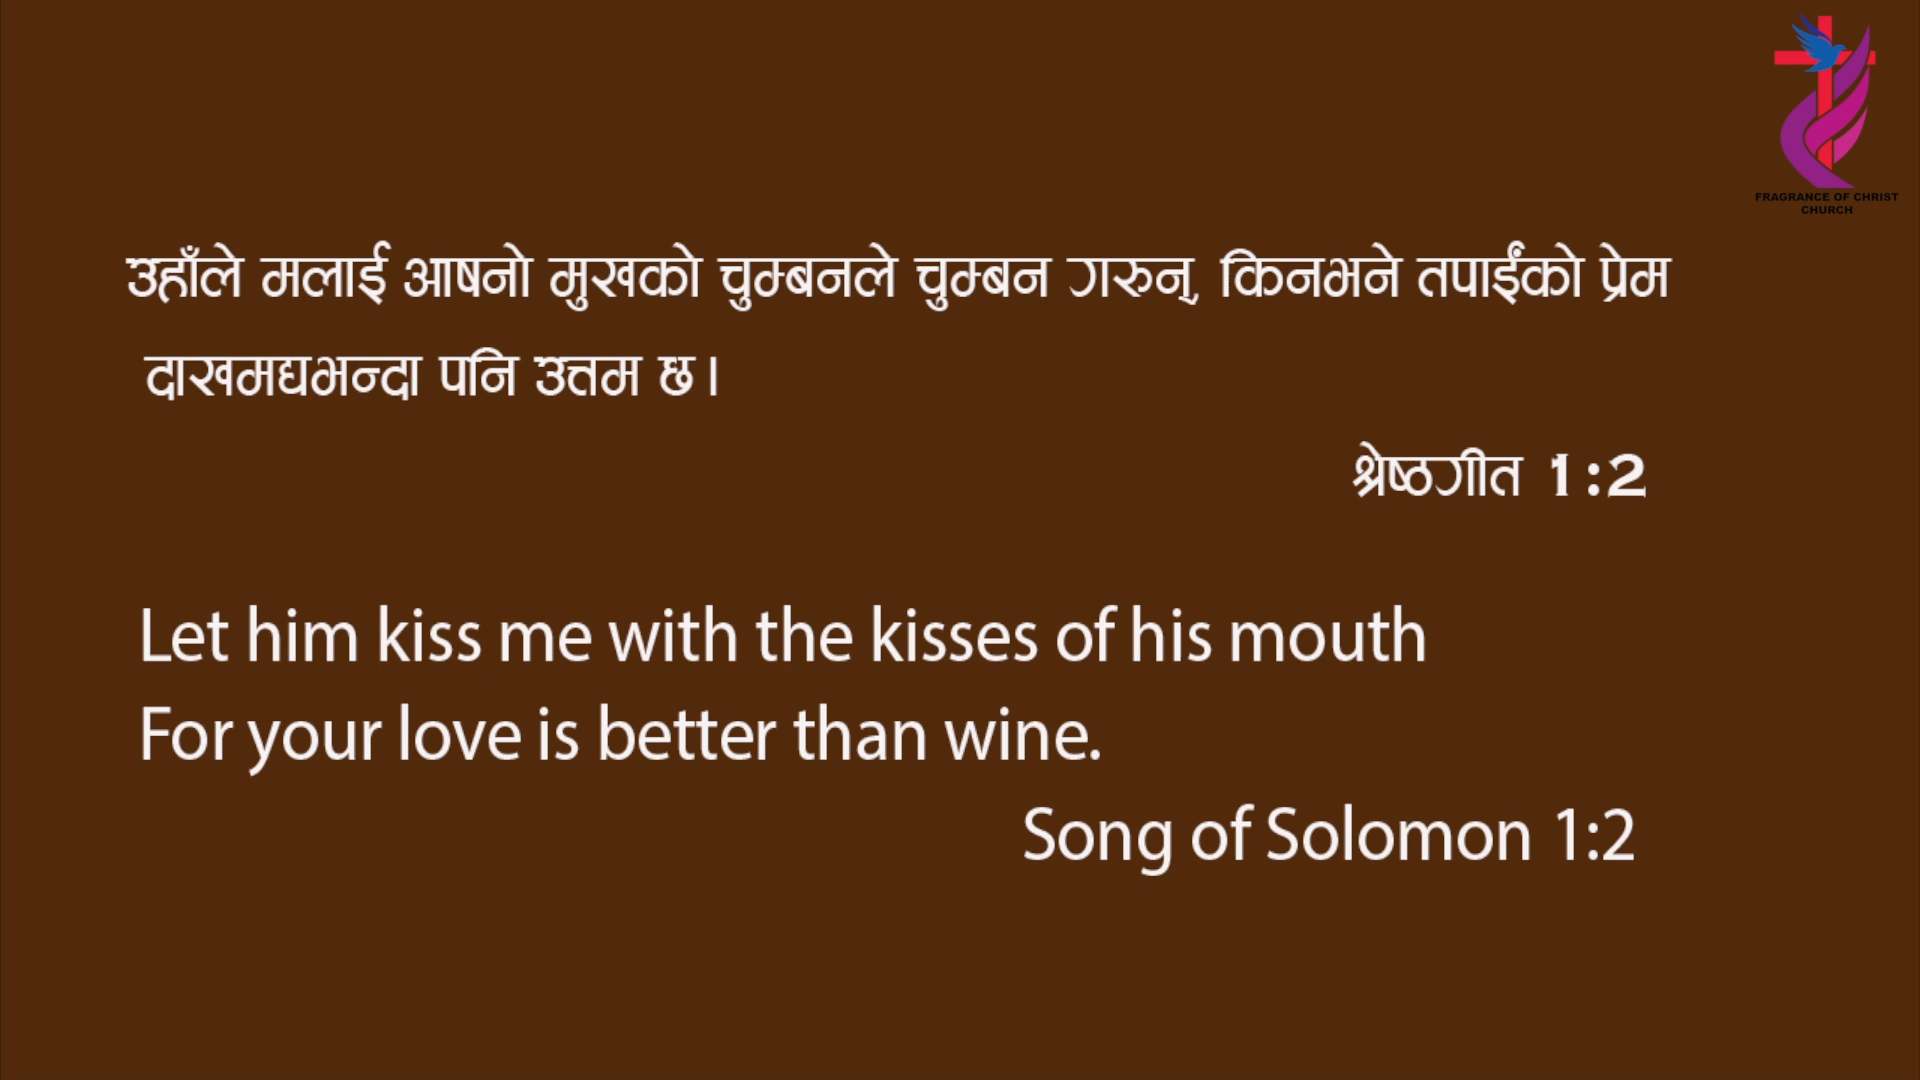 FRAGRANCE OF CHRIST
CHURCH
उहाँले मलाई आषनो मुखको चुम्बनले चुम्बन गरुन्, किनभने तपाईंको प्रेम
दाखमद्यभन्दा पनि उत्तम छ।
श्रेष्ठगीत 1:2
Let him kiss me with the kisses of his mouth
For your love is better than wine.
Song of Solomon 1:2